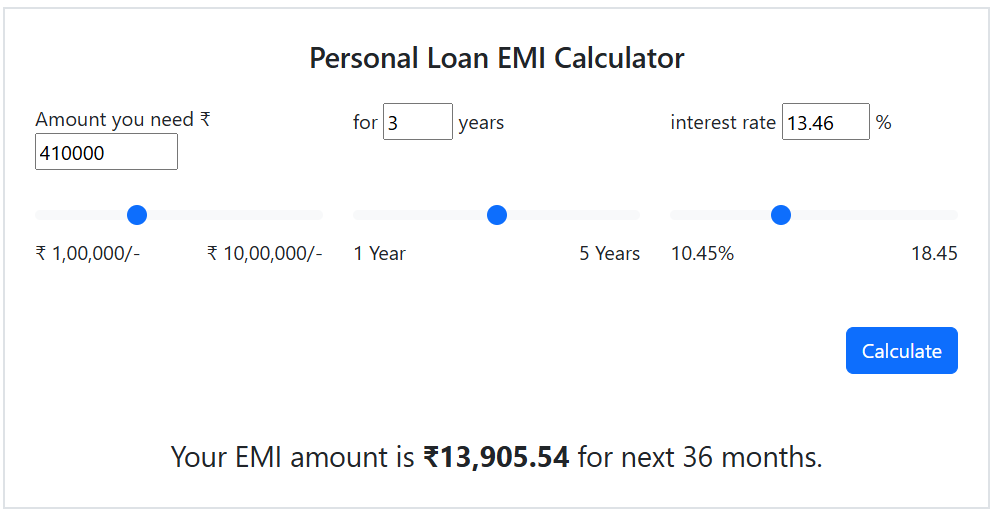 Personal Loan EMI Calculator
Amount you need ₹
410000
for 3 years
interest rate 13.46 %
₹ 1,00,000/- ₹ 10,00,000/-
1 Year 5 Years
10.45% 18.45
Calculate
Your EMI amount is ₹13,905.54 for next 36 months.